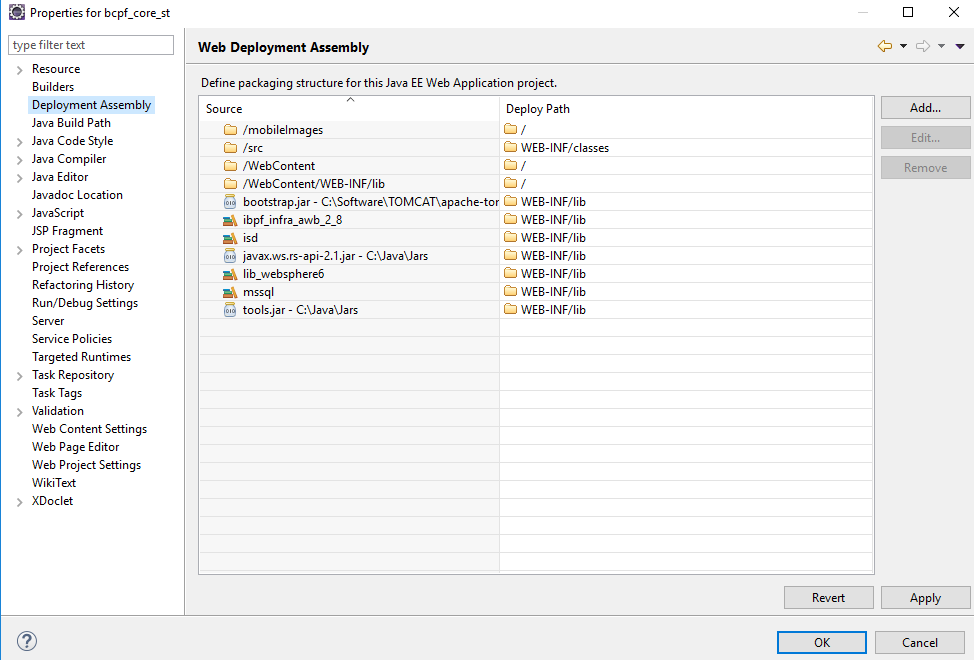 Properties for bcpf_core_st
type filter text
Resource
Builders
Deployment Assembly
Java Build Path
Java Code Style
Java Compiler
Java Editor
Javadoc Location
JavaScript
JSP Fragment
Project Facets
Project References
Refactoring History
Run/Debug Settings
Server
Service Policies
Targeted Runtimes
Task Repository
Task Tags
Validation
Web Content Settings
Web Page Editor
Web Project Settings
WikiText
XDoclet
Web Deployment Assembly
Define packaging structure for this Java EE Web Application project.
Source Deploy Path
/mobileImages /
/src WEB-INF/classes
/WebContent /
/WebContent/WEB-INF/lib /
bootstrap.jar - C:\Software\TOMCAT\apache-tor WEB-INF/lib
ibpf_infra_awb_2_8 WEB-INF/lib
isd WEB-INF/lib
javax.ws.rs-api-2.1.jar - C:\Java\Jars WEB-INF/lib
lib_websphere6 WEB-INF/lib
mssql WEB-INF/lib
tools.jar - C:\Java\Jars WEB-INF/lib
Add...
Edit...
Remove
Revert Apply
? OK Cancel